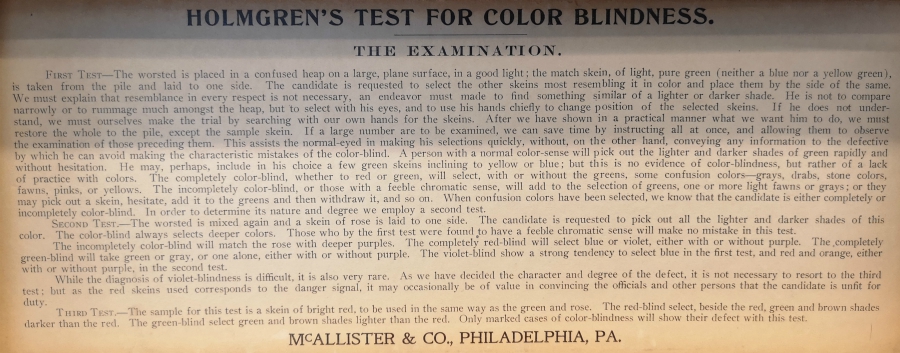 HOLMGREN'S TEST FOR COLOR BLINDNESS.
THE EXAMINATION.
FIRST TEST—The worsted is placed in a confused heap on a large, plane surface, in a good light; the match skein, of light, pure green (neither a blue nor a yellow green),
is taken from the pile and laid to one side. The candidate is requested to select the other skeins most resembling it in color and place them by the side of the same.
We must explain that resemblance in every respect is not necessary, an endeavor must be made to find something similar of a lighter or darker shade. He is not to compare
narrowly or to rummage much amongst the heap, but to select with his eyes, and to use his hands chiefly to change position of the selected skeins. If he does not under-
stand, we must ourselves make the trial by searching with our own hands for the skeins. After we have shown in a practical manner what we want him to do, we must
restore the whole to the pile, except the sample skein. If a large number are to be examined, we can save time by instructing all at once, and allowing them to observe
the examination of those preceding them. This assists the normal-eyed in making his selections quickly, without, on the other hand, conveying any information to the defective
by which he can avoid making the characteristic mistakes of the color-blind. A person with a normal color-sense will pick out the lighter and darker shades of green rapidly and
without hesitation. He may, perhaps, include in his choice a few green skeins inclining to yellow or blue; but this is no evidence of color-blindness, but rather of a lack
of practice with colors. The completely color-blind, whether to red or green, will select, with or without the greens, some confusion colors—grays, drabs, stone colors,
fawns, pinks, or yellows. The incompletely color-blind, or those with a feeble chromatic sense, will add to the selection of greens, one or more light fawns or grays; or they
may pick out a skein, hesitate, add it to the greens and then withdraw it, and so on. When confusion colors have been selected, we know that the candidate is either completely or
incompletely color-blind. In order to determine its nature and degree we employ a second test.
SECOND TEST.—The worsted is mixed again and a skein of rose is laid to one side. The candidate is requested to pick out all the lighter and darker shades of this
color. The color-blind always selects deeper colors. Those who by the first test were found to have a feeble chromatic sense will make no mistake in this test.
The incompletely color-blind will match the rose with deeper purples. The completely red-blind will select blue or violet, either with or without purple. The completely
green-blind will take green or gray, or one alone, either with or without purple. The violet-blind show a strong tendency to select blue in the first test, and red and orange, either
with or without purple, in the second test.
While the diagnosis of violet-blindness is difficult, it is also very rare. As we have decided the character and degree of the defect, it is not necessary to resort to the third
test; but as the red skeins used corresponds to the danger signal, it may occasionally be of value in convincing the officials and other persons that the candidate is unfit for
duty.
THIRD TEST.—The sample for this test is a skein of bright red, to be used in the same way as the green and rose. The red-blind select, beside the red, green and brown shades
darker than the red. The green-blind select green and brown shades lighter than the red. Only marked cases of color-blindness will show their defect with this test.
MCALLISTER & CO., PHILADELPHIA, PA.